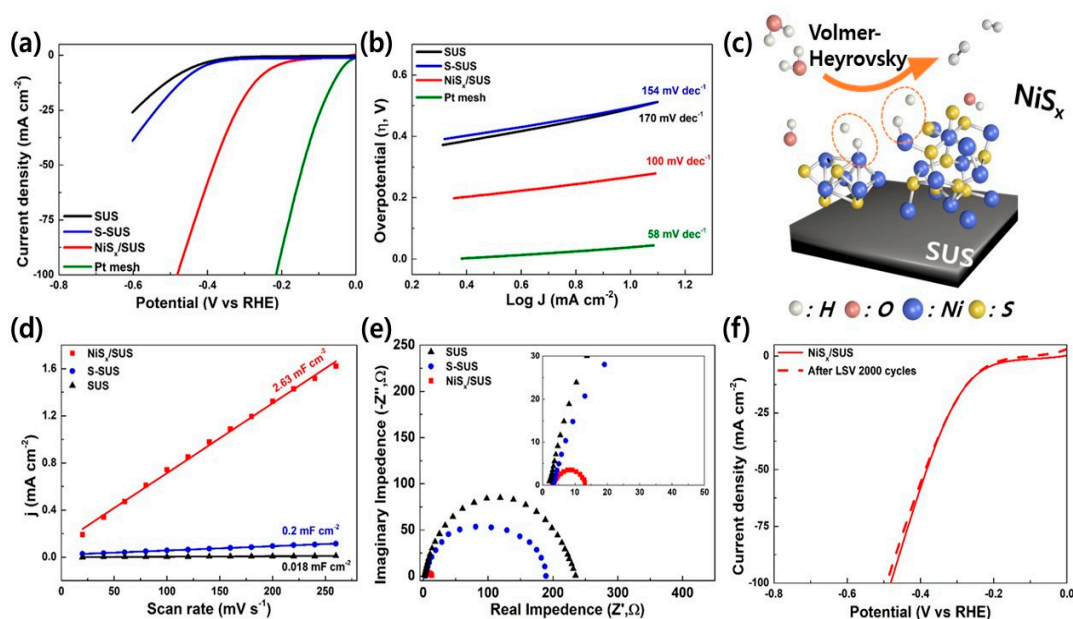 (a)
0
-25
-50
-75
-100
Current density (mA cm⁻²)
SUS
S-SUS
NiSₓ/SUS
Pt mesh
-0.8
-0.6
-0.4
-0.2
0.0
Potential (V vs RHE)
(b)
SUS
S-SUS
NiSₓ/SUS
Pt mesh
154 mV dec⁻¹
170 mV dec⁻¹
100 mV dec⁻¹
58 mV dec⁻¹
0.6
0.4
0.2
0.0
Overpotential (η, V)
0.3
0.6
0.9
1.2
Log J (mA cm⁻²)
(c)
Volmer-
Heyrovsky
NiSₓ
SUS
: H
: O
: Ni
: S
(d)
NiSₓ/SUS
S-SUS
SUS
2.63 mF cm⁻²
0.2 mF cm⁻²
0.018 mF cm⁻²
1.6
1.2
0.8
0.4
0.0
j (mA cm⁻²)
0
50
100
150
200
250
Scan rate (mV s⁻¹)
(e)
SUS
S-SUS
NiSₓ/SUS
250
200
150
100
50
0
Imaginary Impedence (-Z'',Ω)
30
20
10
0
0
10
20
30
40
50
0
100
200
300
400
Real Impedence (Z',Ω)
(f)
NiSₓ/SUS
After LSV 2000 cycles
0
-25
-50
-75
-100
Current density (mA cm⁻²)
-0.6
-0.4
-0.2
0.0
Potential (V vs RHE)